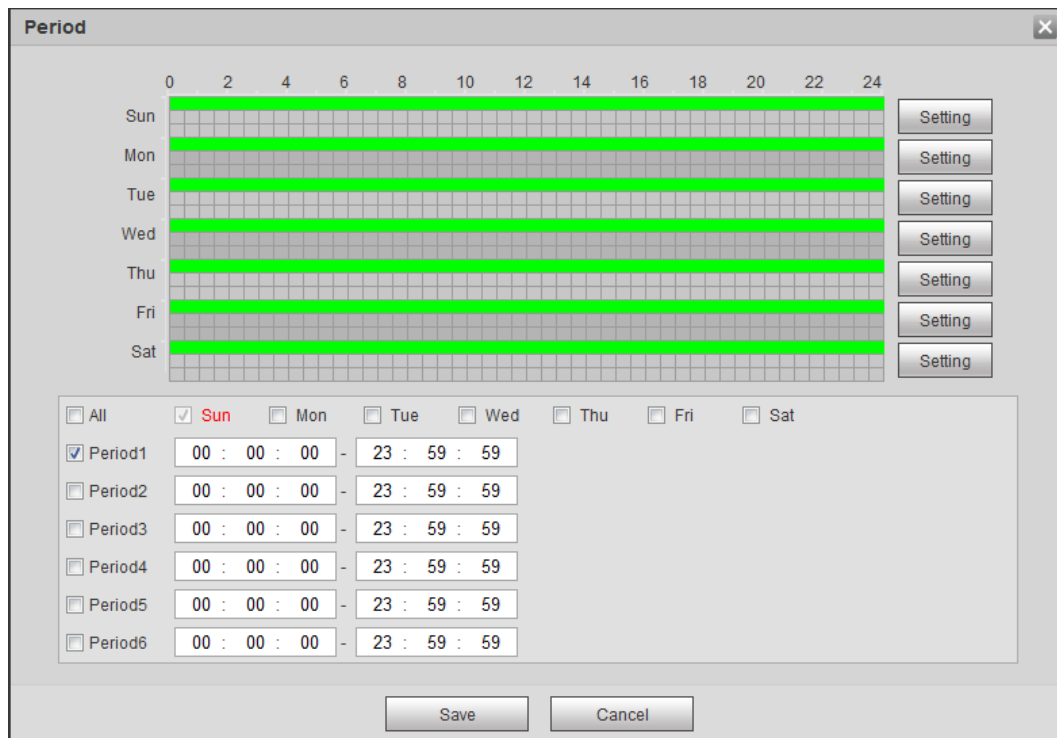 Period
0 2 4 6 8 10 12 14 16 18 20 22 24
Sun Setting
Mon Setting
Tue Setting
Wed Setting
Thu Setting
Fri Setting
Sat Setting
All Sun Mon Tue Wed Thu Fri Sat
Period1 00 : 00 : 00 - 23 : 59 : 59
Period2 00 : 00 : 00 - 23 : 59 : 59
Period3 00 : 00 : 00 - 23 : 59 : 59
Period4 00 : 00 : 00 - 23 : 59 : 59
Period5 00 : 00 : 00 - 23 : 59 : 59
Period6 00 : 00 : 00 - 23 : 59 : 59
Save Cancel